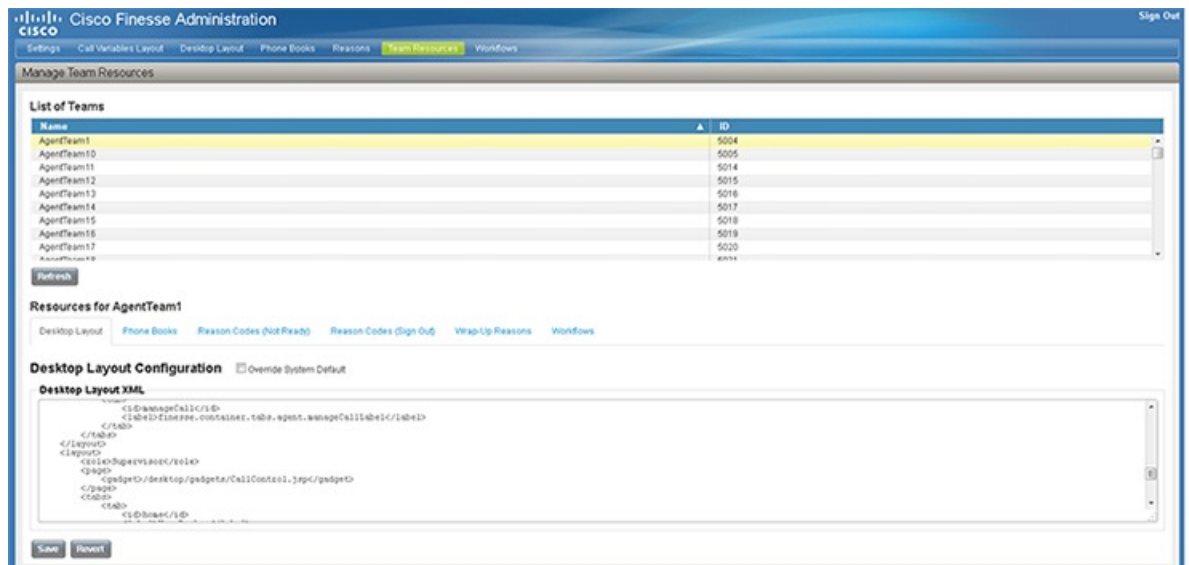 CISCO Cisco Finesse Administration
Sign Out
Settings Call Variables Layout Desktop Layout Phone Books Reasons Team Resources Workflows
Manage Team Resources
List of Teams
Name ▲ ID
AgentTeam1 5004
AgentTeam10 5005
AgentTeam11 5014
AgentTeam12 5015
AgentTeam13 5016
AgentTeam14 5017
AgentTeam15 5018
AgentTeam16 5019
AgentTeam17 5020
AgentTeam18 6021
Refresh
Resources for AgentTeam1
Desktop Layout Phone Books Reason Codes (Not Ready) Reason Codes (Sign Out) Wrap-Up Reasons Workflows
Desktop Layout Configuration Override System Default
Desktop Layout XML
<id>manageCall</id>
<label>finesse.container.tabs.agent.manageCallLabel</label>
</tab>
</tabs>
</layout>
<layout>
<role>Supervisor</role>
<page>
<gadget>/desktop/gadgets/CallControl.jsp</gadget>
</page>
<tabs>
<tab>
<id>home</id>
Save Revert